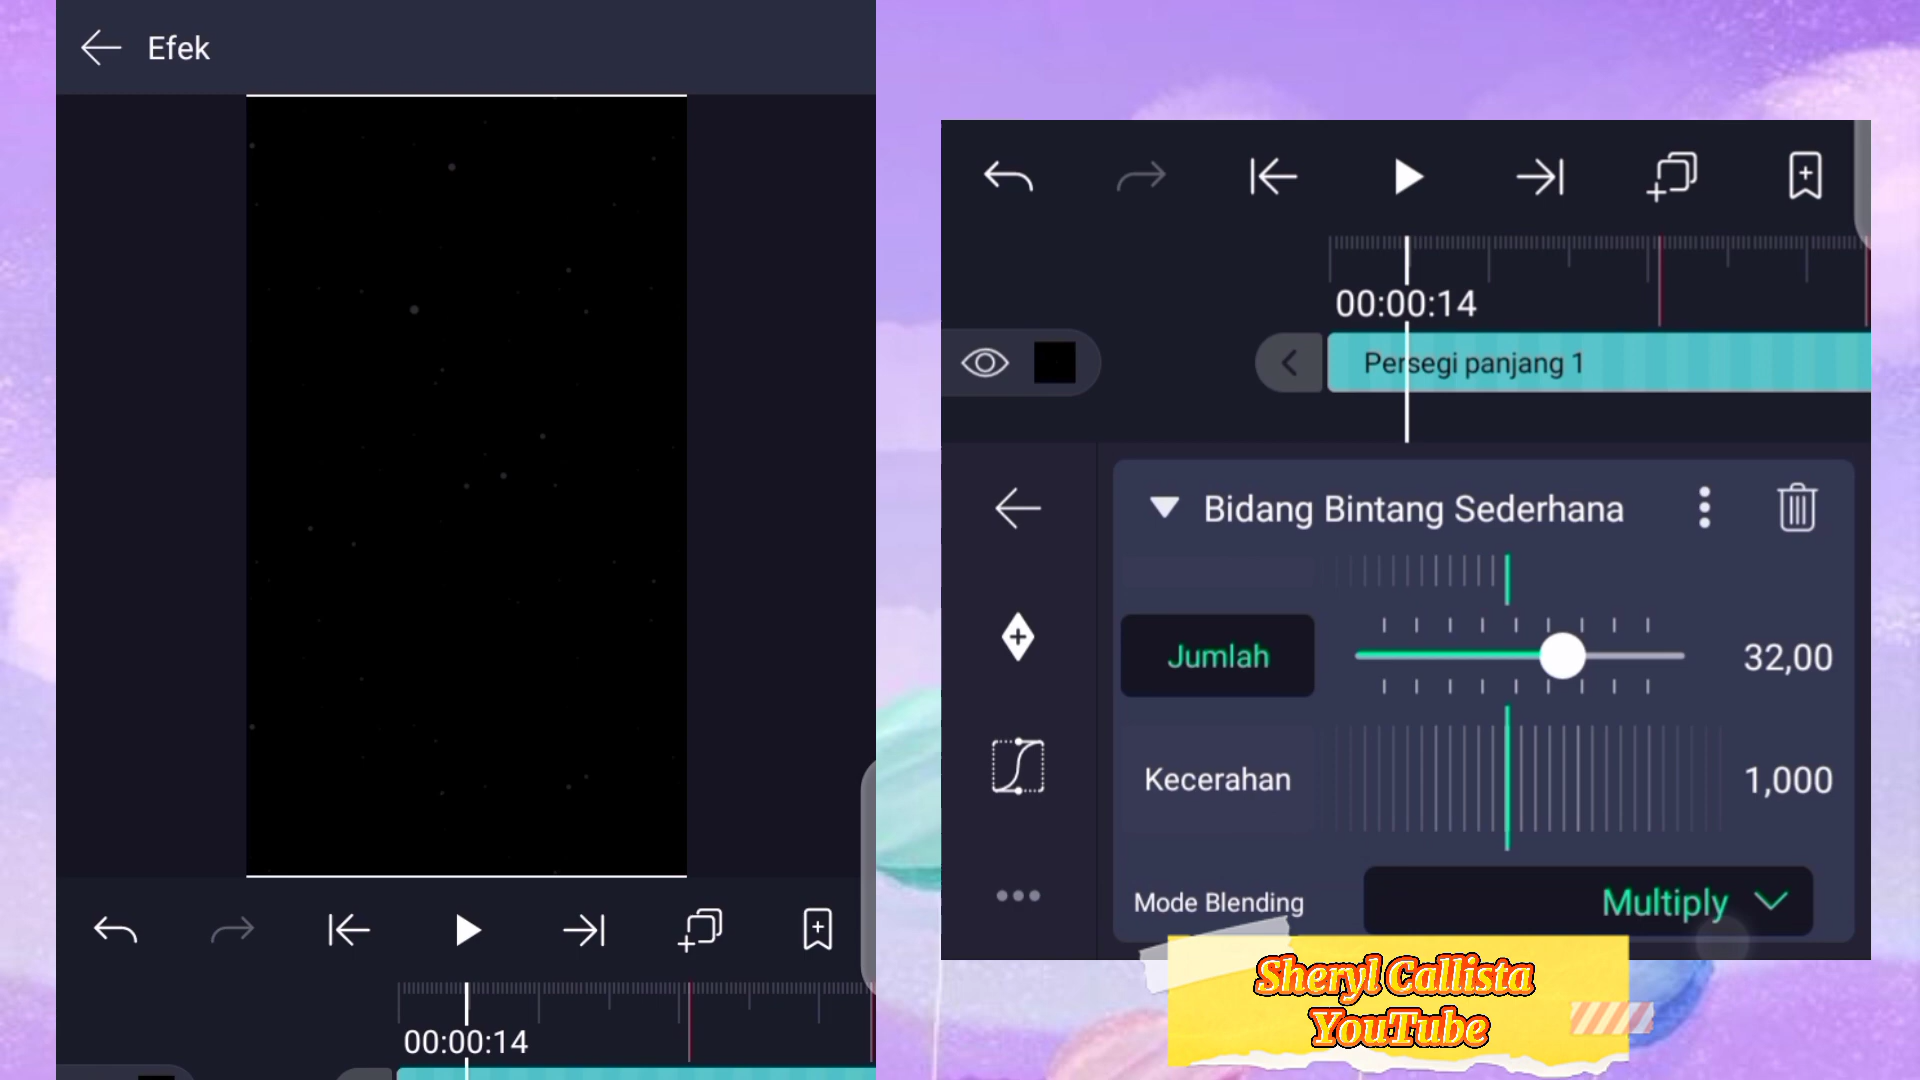 Efek
00:00:14
00:00:14
Persegi panjang 1
Bidang Bintang Sederhana
Jumlah
32,00
Kecerahan
1,000
Mode Blending
Multiply
Sheryl Callista
YouTube